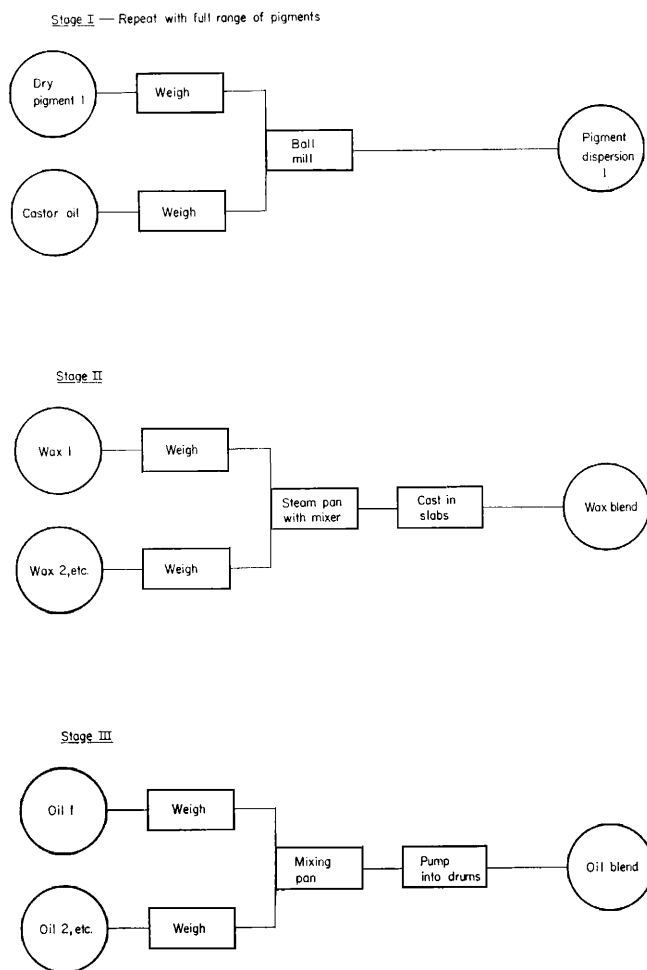 Stage I — Repeat with full range of pigments
Dry
pigment 1
Weigh
Ball
mill
Pigment
dispersion
1
Castor oil
Weigh
Stage II
Wax 1
Weigh
Steam pan
with mixer
Cast in
slabs
Wax blend
Wax 2, etc.
Weigh
Stage III
Oil 1
Weigh
Mixing
pan
Pump
into drums
Oil blend
Oil 2, etc.
Weigh